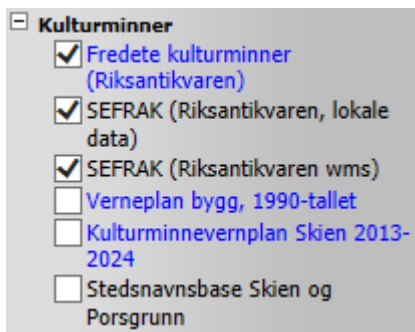 Kulturminner
Fredete kulturminner
(Riksantikvaren)
SEFRAK (Riksantikvaren, lokale
data)
SEFRAK (Riksantikvaren wms)
Verneplan bygg, 1990-tallet
Kulturminnevernplan Skien 2013-
2024
Stedsnavnsbase Skien og
Porsgrunn